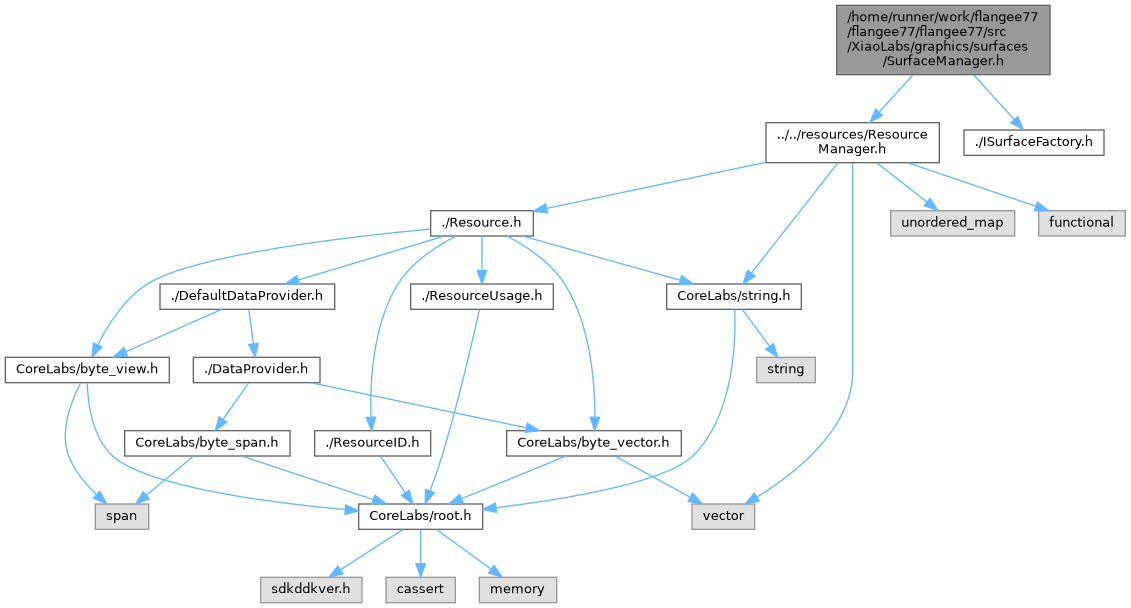 /home/runner/work/flangee77
/flangee77/flangee77/src
/XiaoLabs/graphics/surfaces
/SurfaceManager.h
../../resources/Resource
Manager.h
./ISurfaceFactory.h
./Resource.h
unordered_map
functional
./DefaultDataProvider.h
./ResourceUsage.h
CoreLabs/string.h
CoreLabs/byte_view.h
./DataProvider.h
string
CoreLabs/byte_span.h
./ResourceID.h
CoreLabs/byte_vector.h
span
CoreLabs/root.h
vector
sdkddkver.h
cassert
memory